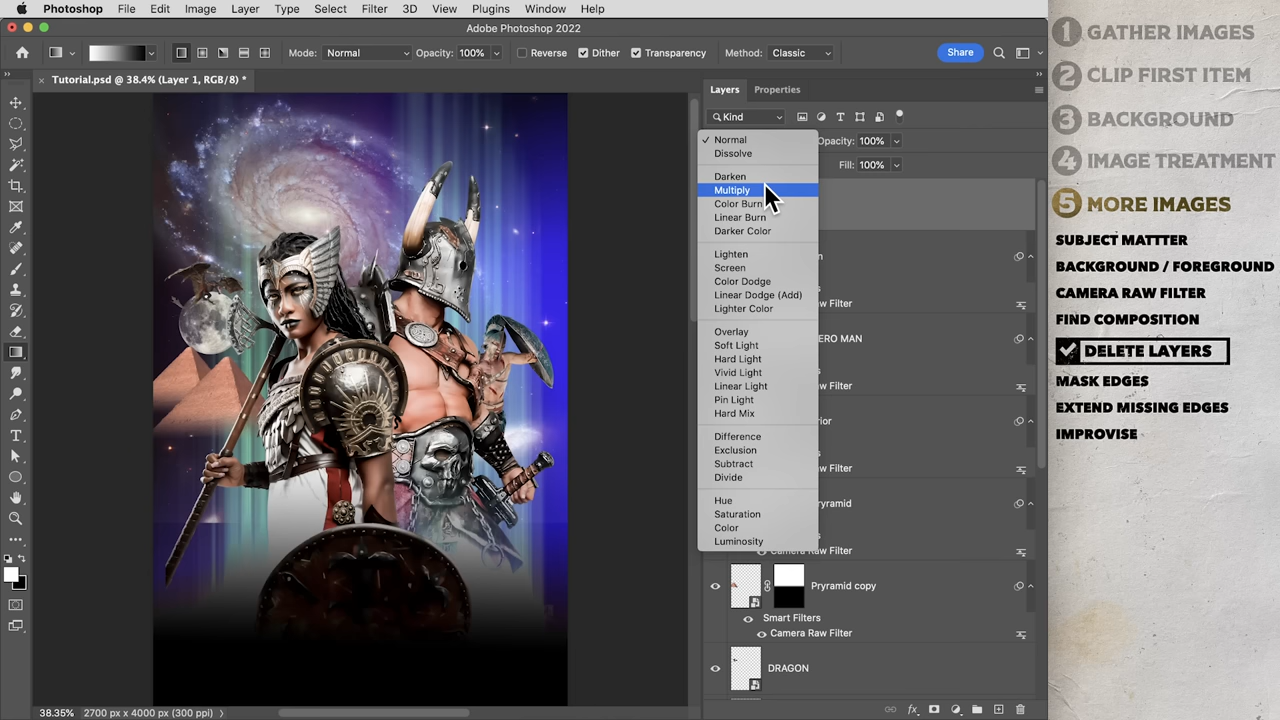 Photoshop File Edit Image Layer Type Select Filter 3D View Plugins Window Help
Adobe Photoshop 2022
Mode: Normal Opacity: 100% Reverse Dither Transparency Method: Classic Share
Tutorial.psd @ 38.4% (Layer 1, RGB/8) *
Layers Properties
Kind
Opacity: 100%
Fill: 100%
Normal
Dissolve
Darken
Multiply
Color Burn
Linear Burn
Darker Color
Lighten
Screen
Color Dodge
Linear Dodge (Add)
Lighter Color
Overlay
Soft Light
Hard Light
Vivid Light
Linear Light
Pin Light
Hard Mix
Difference
Exclusion
Subtract
Divide
Hue
Saturation
Color
Luminosity
n
s
w Filter
ERO MAN
s
w Filter
rior
s
w Filter
ryramid
s
Camera Raw Filter
Pryramid copy
Smart Filters
Camera Raw Filter
DRAGON
fx
38.35% 2700 px x 4000 px (300 ppi)
1 GATHER IMAGES
2 CLIP FIRST ITEM
3 BACKGROUND
4 IMAGE TREATMENT
5 MORE IMAGES
SUBJECT MATTTER
BACKGROUND / FOREGROUND
CAMERA RAW FILTER
FIND COMPOSITION
DELETE LAYERS
MASK EDGES
EXTEND MISSING EDGES
IMPROVISE